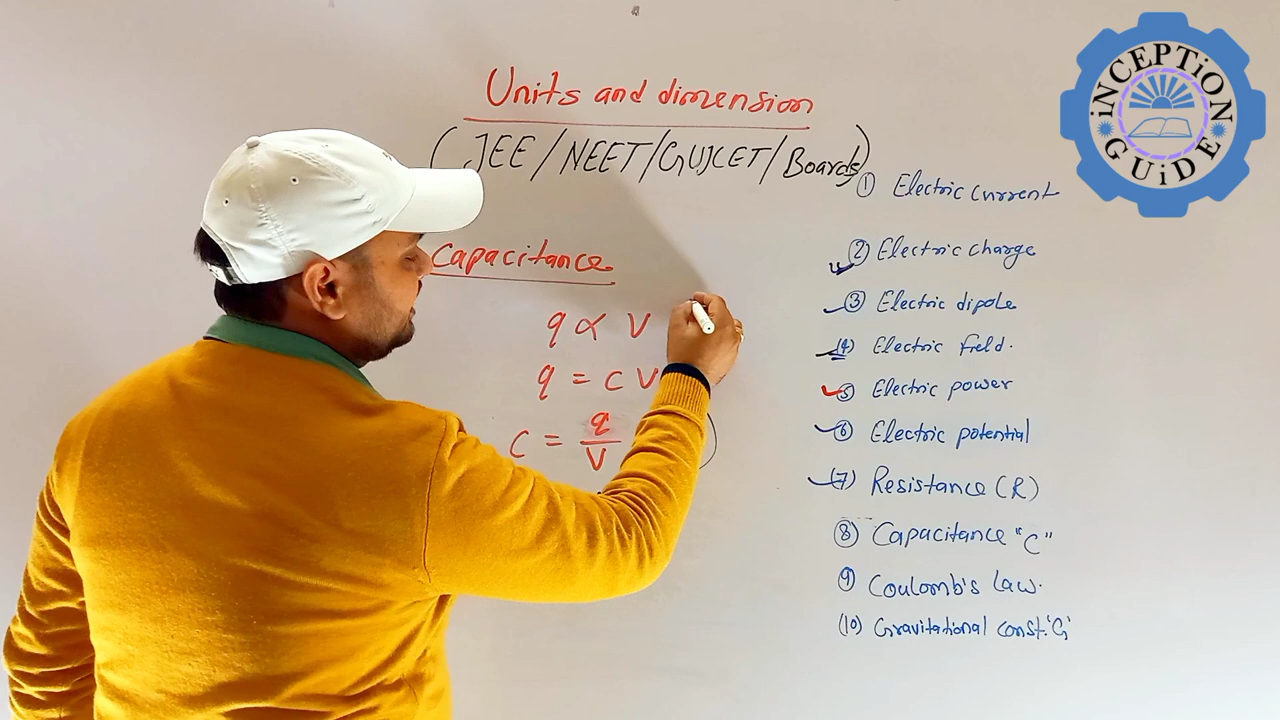 Units and dimension
(JEE/NEET/GUJCET/Boards)
Capacitance
q ∝ V
q = C V
C = q/V
① Electric current
② Electric charge
③ Electric dipole
(4) Electric field.
⑤ Electric power
⑥ Electric potential
(7) Resistance (R)
⑧ Capacitance "C"
⑨ Coulomb's law.
(10) Gravitational const. 'G'
iNCEPTiON
GUiDE